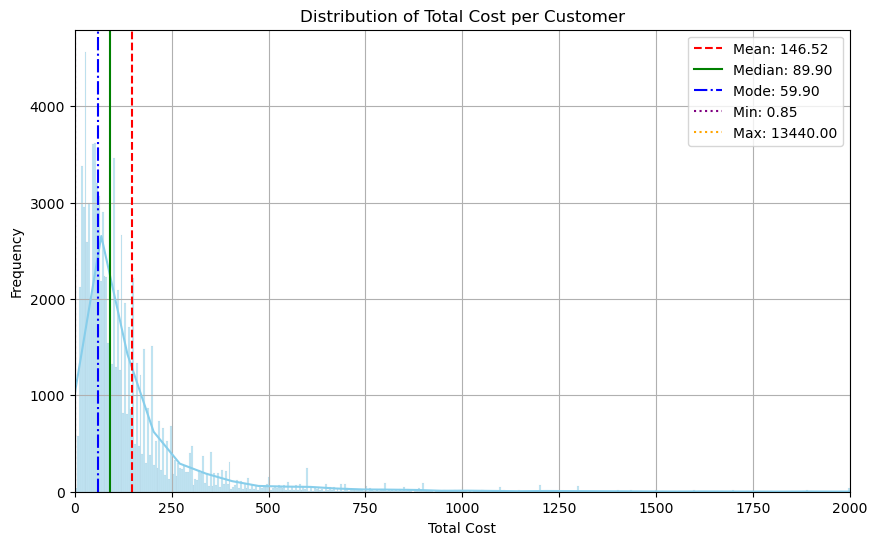 Distribution of Total Cost per Customer
Mean: 146.52
Median: 89.90
Mode: 59.90
Min: 0.85
Max: 13440.00
Frequency
4000
3000
2000
1000
0
0 250 500 750 1000 1250 1500 1750 2000
Total Cost